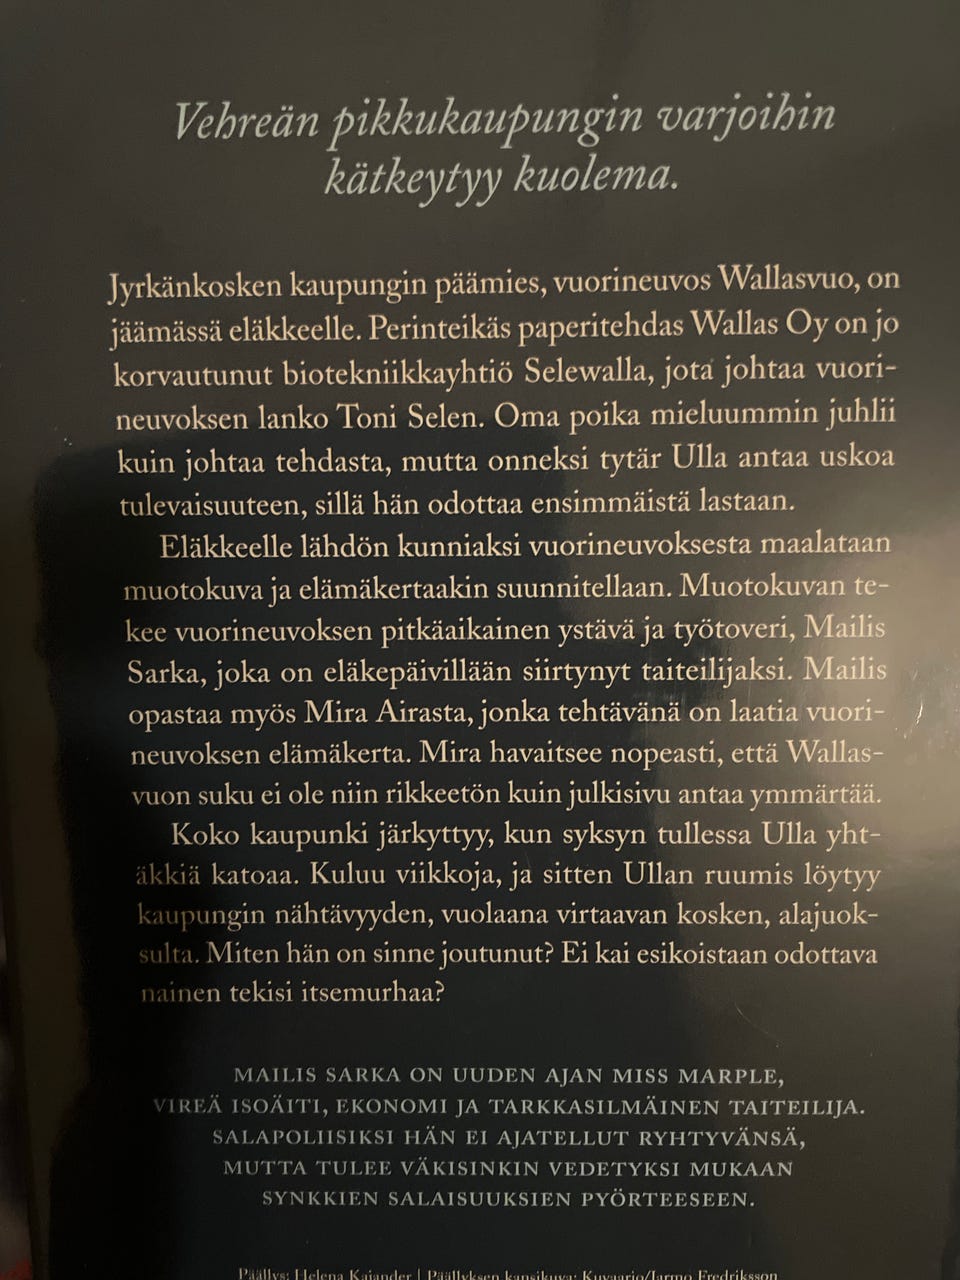 Vehreän pikkukaupungin varjoihin
kätkeytyy kuolema.
Jyrkänkosken kaupungin päämies, vuorineuvos Wallasvuo, on
jäämässä eläkkeelle. Perinteikäs paperitehdas Wallas Oy on jo
korvautunut biotekniikkayhtiö Selewalla, jota johtaa vuori-
neuvoksen lanko Toni Selen. Oma poika mieluummin juhlii
kuin johtaa tehdasta, mutta onneksi tytär Ulla antaa uskoa
tulevaisuuteen, sillä hän odottaa ensimmäistä lastaan.
Eläkkeelle lähdön kunniaksi vuorineuvoksesta maalataan
muotokuva ja elämäkertaakin suunnitellaan. Muotokuvan te-
kee vuorineuvoksen pitkäaikainen ystävä ja työtoveri, Mailis
Sarka, joka on eläkepäivillään siirtynyt taiteilijaksi. Mailis
opastaa myös Mira Airasta, jonka tehtävänä on laatia vuori-
neuvoksen elämäkerta. Mira havaitsee nopeasti, että Wallas-
vuon suku ei ole niin rikkeetön kuin julkisivu antaa ymmärtää.
Koko kaupunki järkyttyy, kun syksyn tullessa Ulla yht-
äkkiä katoaa. Kuluu viikkoja, ja sitten Ullan ruumis löytyy
kaupungin nähtävyyden, vuolaana virtaavan kosken, alajuok-
sulta. Miten hän on sinne joutunut? Ei kai esikoistaan odottava
nainen tekisi itsemurhaa?
MAILIS SARKA ON UUDEN AJAN MISS MARPLE,
VIREÄ ISOÄITI, EKONOMI JA TARKKASILMÄINEN TAITEILIJA.
SALAPOLIISIKSI HÄN EI AJATELLUT RYHTYVÄNSÄ,
MUTTA TULEE VÄKISINKIN VEDETYKSI MUKAAN
SYNKKIEN SALAISUUKSIEN PYÖRTEESEEN.
Päällys: Helena Kajander | Päällyksen kansikuva: Kuvaario/Jarmo Fredriksson